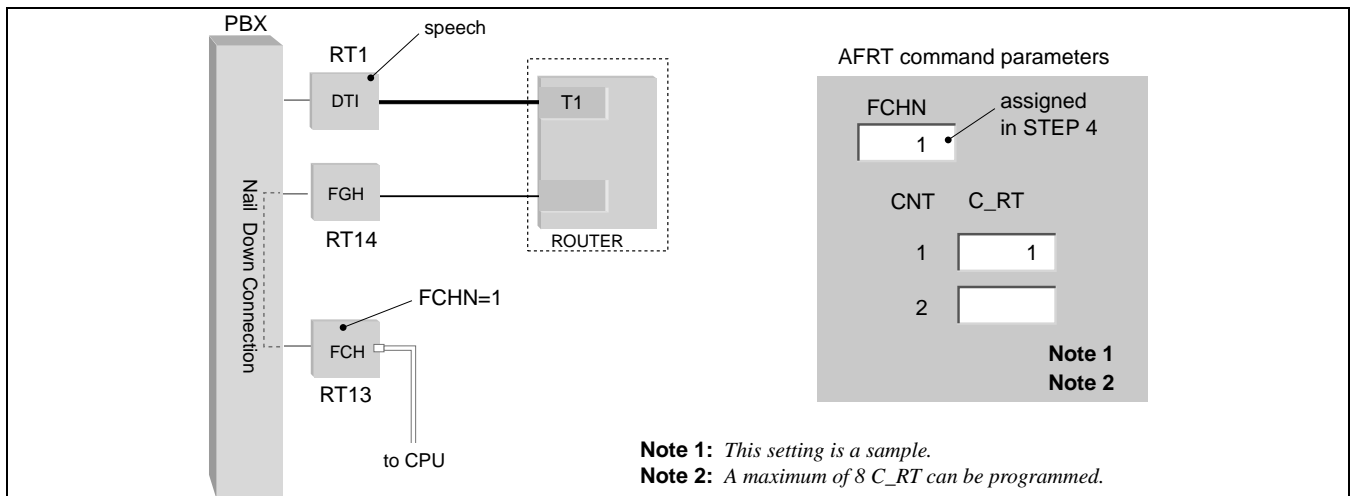 PBX
speech
RT1
DTI
T1
FGH
RT14
ROUTER
Nail Down Connection
FCHN=1
FCH
RT13
to CPU
AFRT command parameters
FCHN
assigned
in STEP 4
1
CNT C_RT
1 1
2
Note 1
Note 2
Note 1: This setting is a sample.
Note 2: A maximum of 8 C_RT can be programmed.